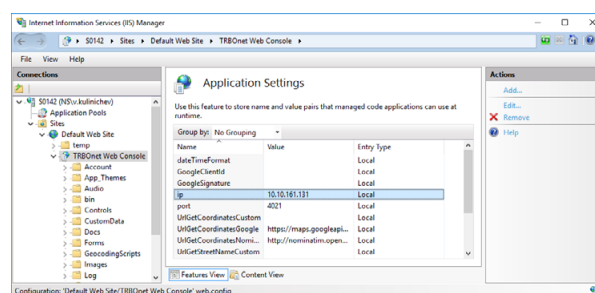 Internet Information Services (IIS) Manager
S0142 ▸ Sites ▸ Default Web Site ▸ TRBOnet Web Console ▸
File View Help
Connections
S0142 (NS\v.kulinichev)
Application Pools
Sites
Default Web Site
temp
TRBOnet Web Console
Account
App_Themes
Audio
bin
Controls
CustomData
Docs
Forms
GeocodingScripts
Images
Log
Application Settings
Use this feature to store name and value pairs that managed code applications can use at
runtime.
Group by: No Grouping
Name Value Entry Type
dateTimeFormat Local
GoogleClientId Local
GoogleSignature Local
ip 10.10.161.131 Local
port 4021 Local
UrlGetCoordinatesCustom Local
UrlGetCoordinatesGoogle https://maps.googleapi... Local
UrlGetCoordinatesNomi... http://nominatim.open... Local
UrlGetStreetNameCustom Local
Features View Content View
Actions
Add...
Edit...
Remove
Help
Configuration: 'Default Web Site/TRBOnet Web Console' web.config